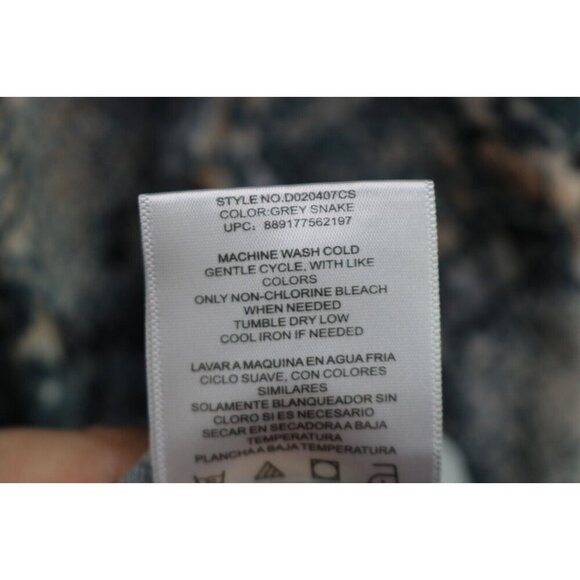 STYLE NO.D020407CS
COLOR:GREY SNAKE
UPC: 889177562197
MACHINE WASH COLD
GENTLE CYCLE, WITH LIKE
COLORS
ONLY NON-CHLORINE BLEACH
WHEN NEEDED
TUMBLE DRY LOW
COOL IRON IF NEEDED
LAVAR A MAQUINA EN AGUA FRIA
CICLO SUAVE, CON COLORES
SIMILARES
SOLAMENTE BLANQUEADOR SIN
CLORO SI ES NECESARIO
SECAR EN SECADORA A BAJA
TEMPERATURA
PLANCHA A BAJA TEMPERATURA